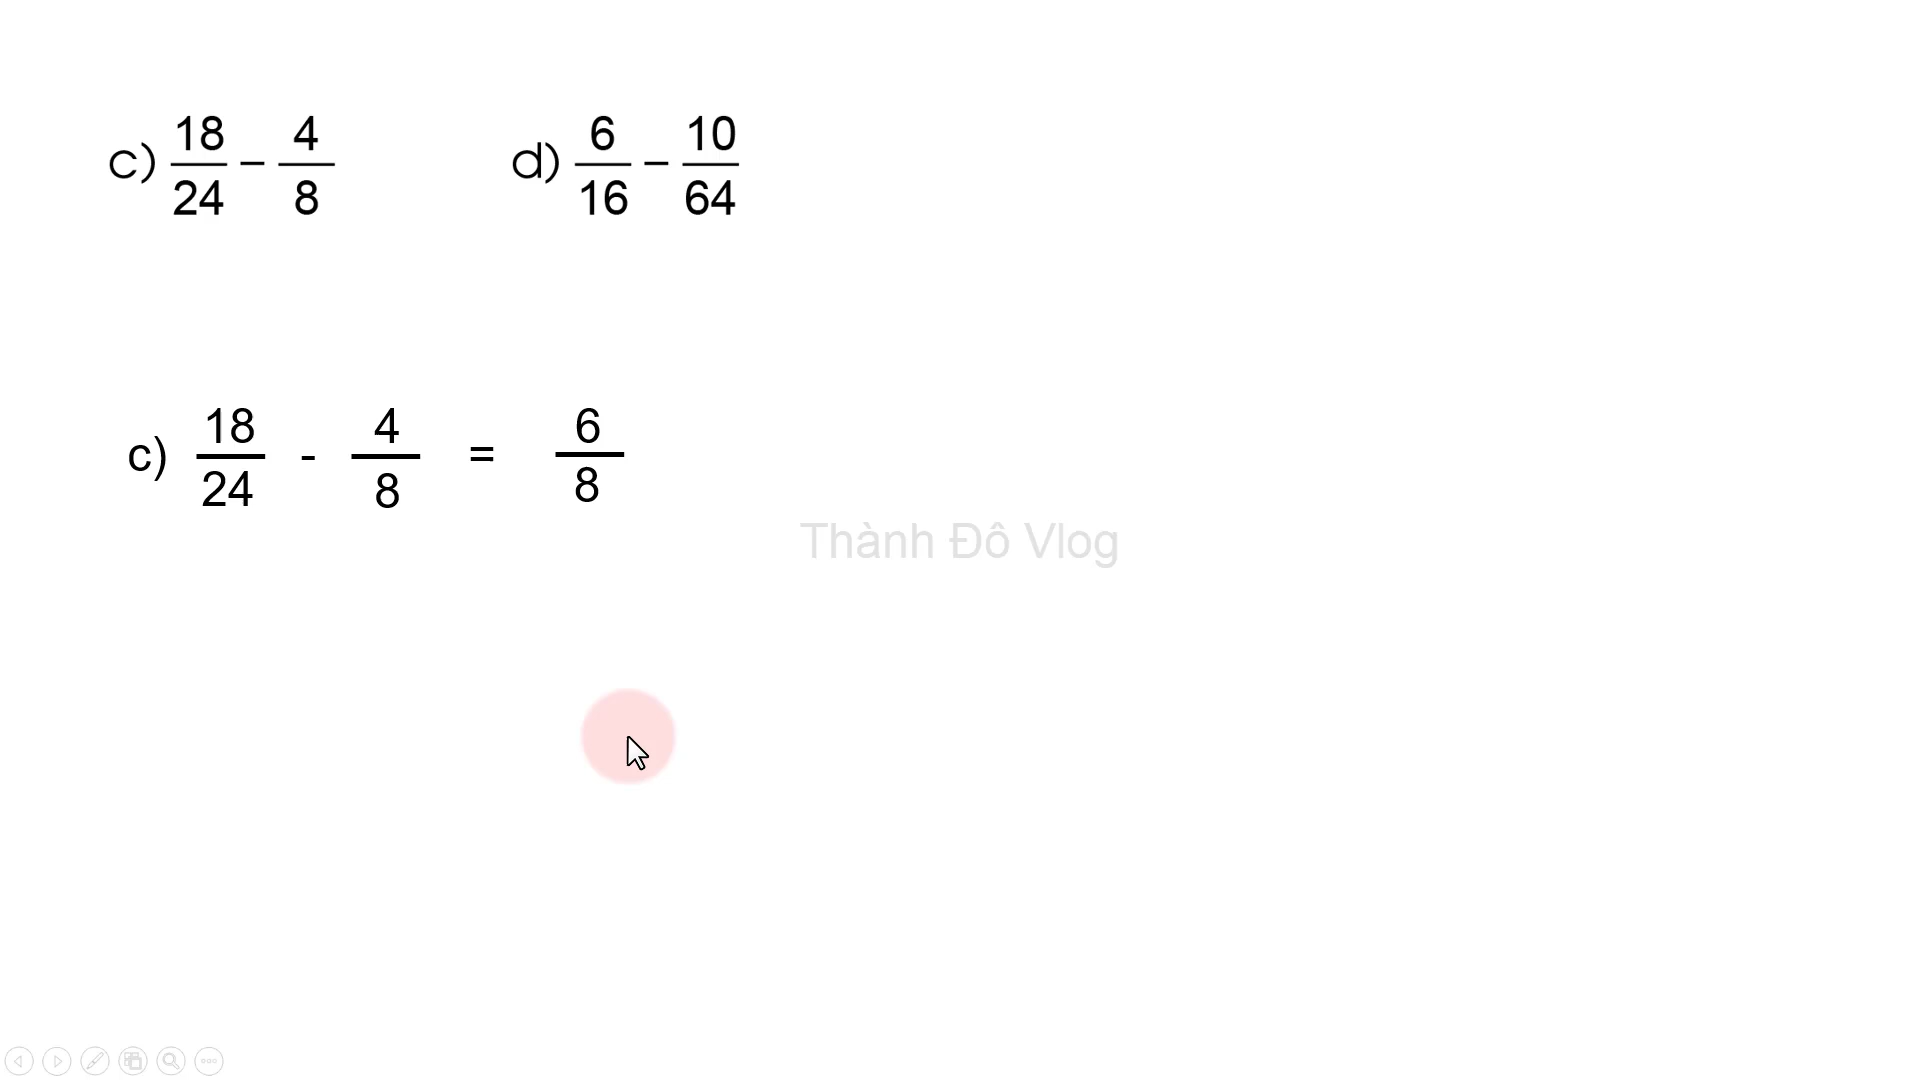 c) 18/24 – 4/8 d) 6/16 – 10/64
c) 18/24 - 4/8 = 6/8
Thành Đô Vlog